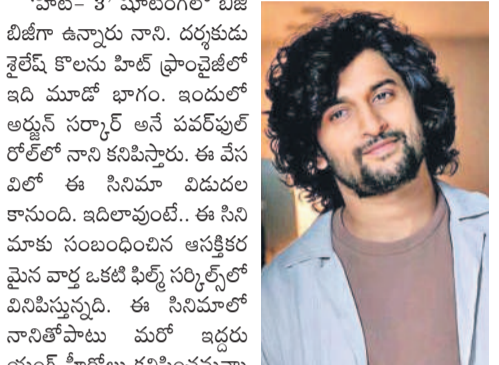 ‘హిట్– 3’ షూటింగ్‌లో బిజీ
బిజీగా ఉన్నారు నాని. దర్శకుడు
శైలేష్ కొలను హిట్ ఫ్రాంచైజీలో
ఇది మూడో భాగం. ఇందులో
అర్జున్ సర్కార్ అనే పవర్‌ఫుల్
రోల్‌లో నాని కనిపిస్తారు. ఈ వేస
విలో ఈ సినిమా విడుదల
కానుంది. ఇదిలావుంటే.. ఈ సిని
మాకు సంబంధించిన ఆసక్తికర
మైన వార్త ఒకటి ఫిల్మ్ సర్కిల్స్‌లో
వినిపిస్తున్నది. ఈ సినిమాలో
నానితోపాటు మరో ఇద్దరు